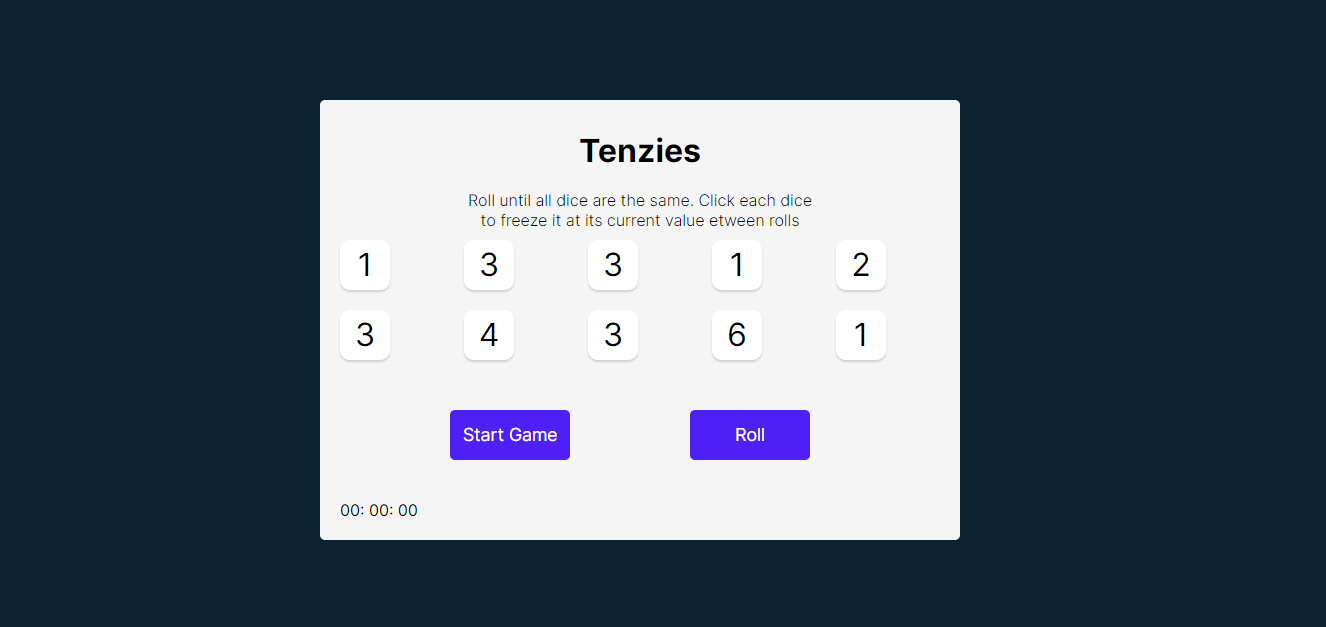 Tenzies
Roll until all dice are the same. Click each dice
to freeze it at its current value etween rolls
1 3 3 1 2
3 4 3 6 1
Start Game Roll
00: 00: 00